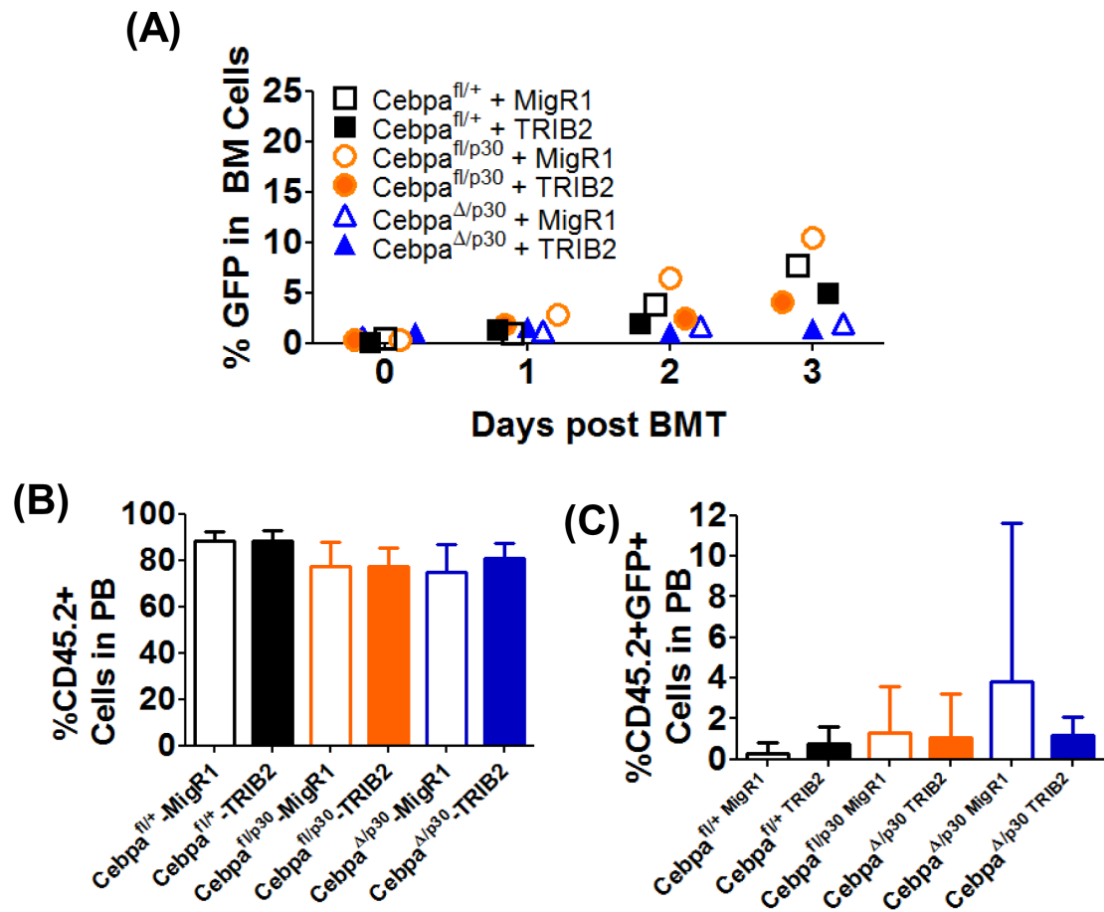 (A)
% GFP in BM Cells
25
20
15
10
5
0
Cebpa^fl/+ + MigR1
Cebpa^fl/+ + TRIB2
Cebpa^fl/p30 + MigR1
Cebpa^fl/p30 + TRIB2
Cebpa^Δ/p30 + MigR1
Cebpa^Δ/p30 + TRIB2
0 1 2 3
Days post BMT
(B)
%CD45.2+
Cells in PB
100
80
60
40
20
0
Cebpa^fl/+-MigR1
Cebpa^fl/+-TRIB2
Cebpa^fl/p30-MigR1
Cebpa^fl/p30-TRIB2
Cebpa^Δ/p30-MigR1
Cebpa^Δ/p30-TRIB2
(C)
%CD45.2+GFP+
Cells in PB
12
10
8
6
4
2
0
Cebpa^fl/+ MigR1
Cebpa^fl/+ TRIB2
Cebpa^fl/p30 MigR1
Cebpa^Δ/p30 TRIB2
Cebpa^Δ/p30 MigR1
Cebpa^Δ/p30 TRIB2